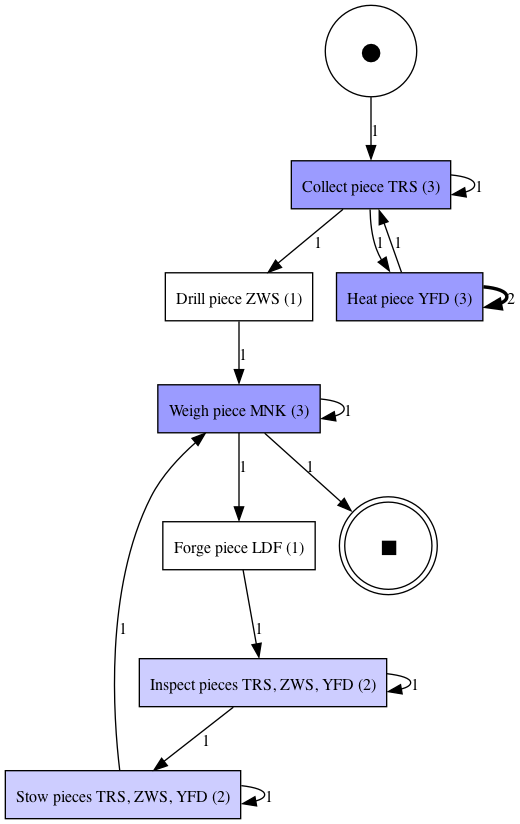 1
Collect piece TRS (3)
1
1
1
1
Drill piece ZWS (1)
Heat piece YFD (3)
2
1
Weigh piece MNK (3)
1
1
1
Forge piece LDF (1)
1
1
Inspect pieces TRS, ZWS, YFD (2)
1
1
Stow pieces TRS, ZWS, YFD (2)
1